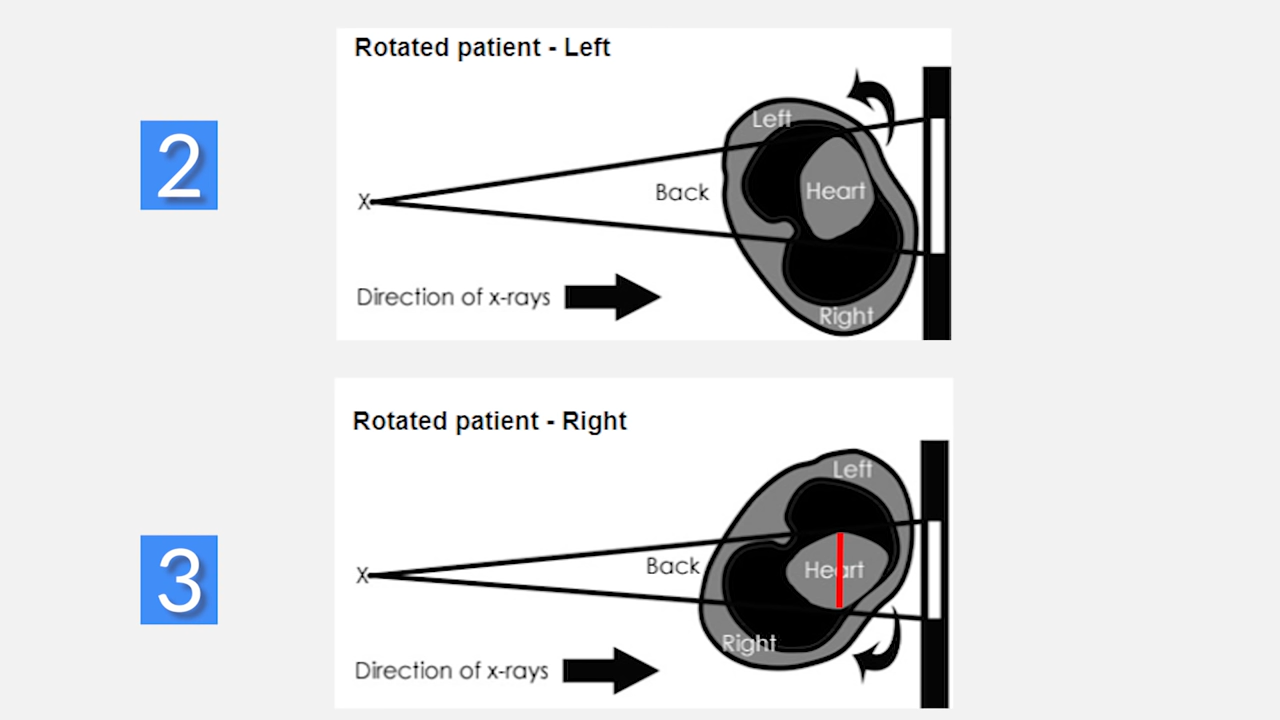 Rotated patient - Left
Left
2
Back
Heart
X
Direction of x-rays
Right
Rotated patient - Right
Left
3
Back
Heart
X
Right
Direction of x-rays